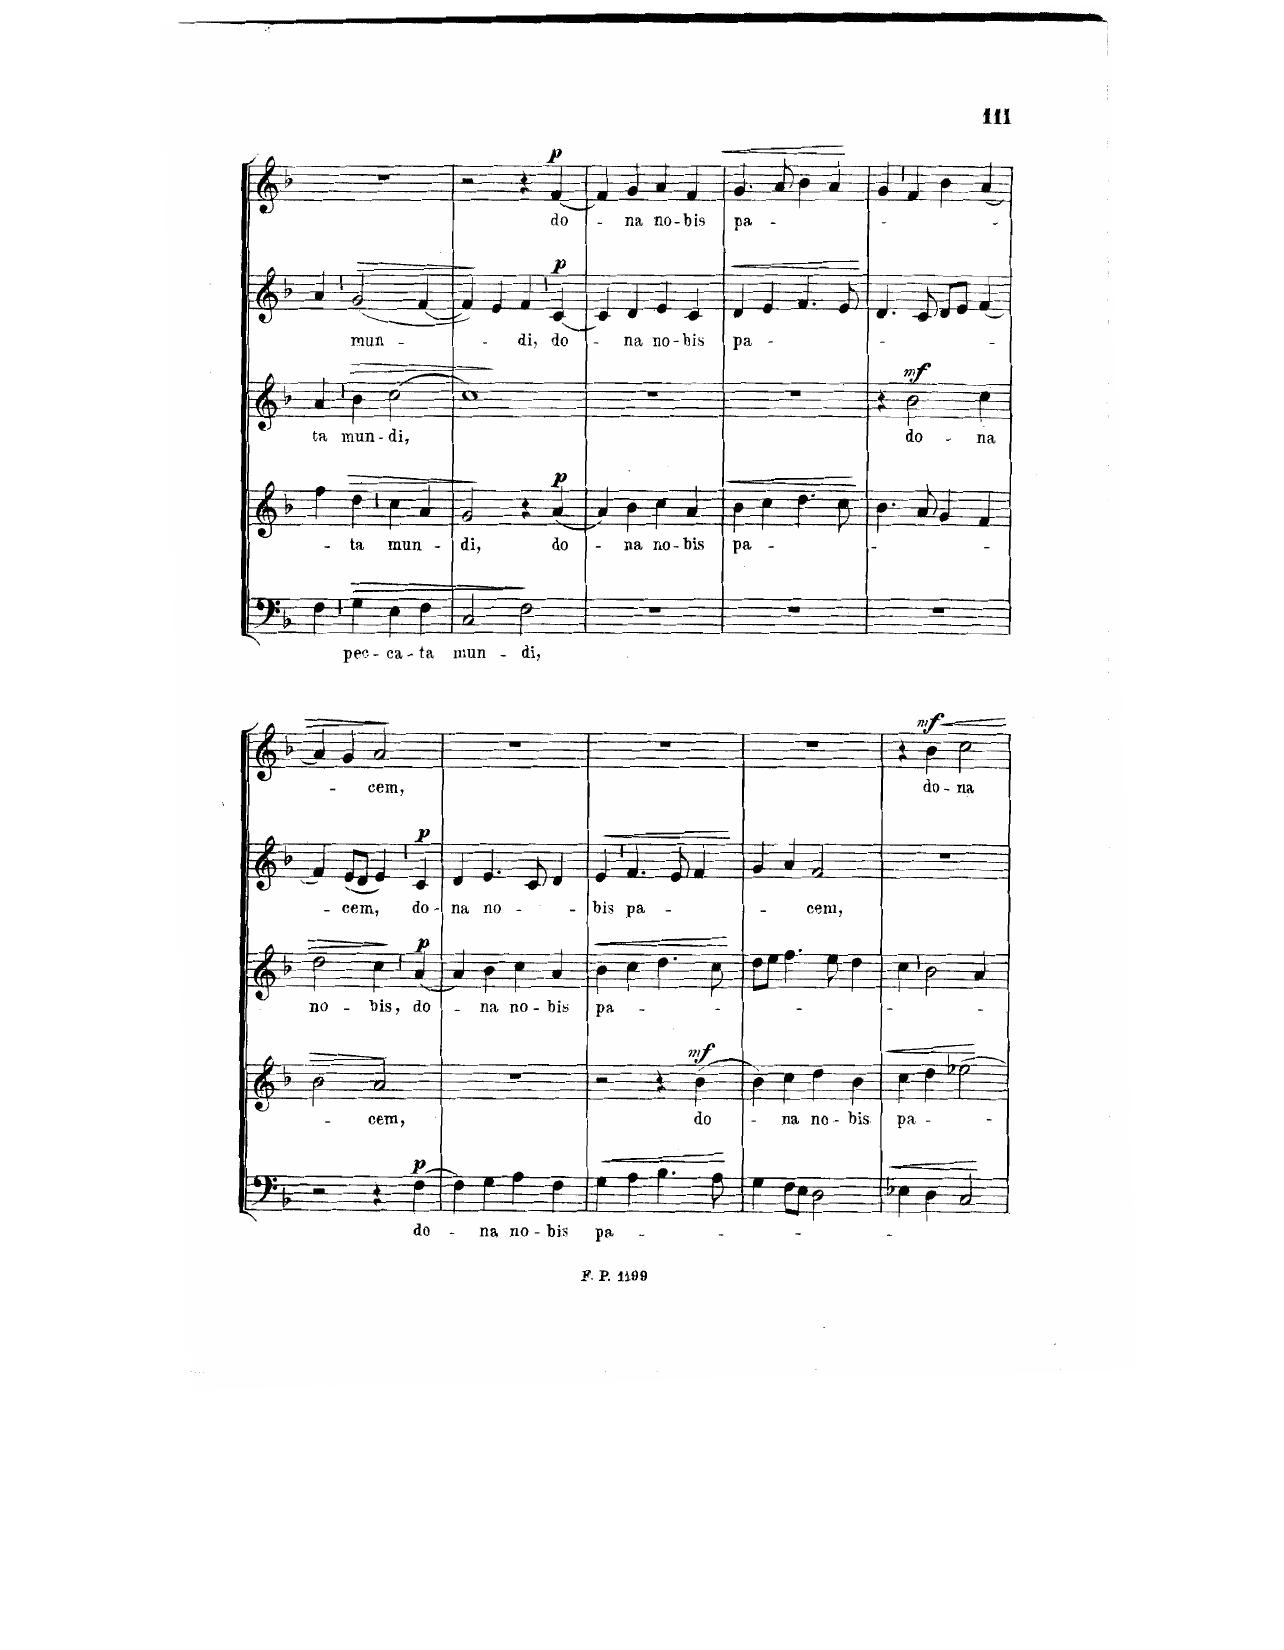 111
p
do - na no - bis pa - - -
p
mun - - di, do - na no - bis pa - - -
mf
ta mun - di, do - na
p
- ta mun - di, do - na no - bis pa - - -
pec - ca - ta mun - di,
mf
- cem, do - na
p
- cem, do - na no - - bis pa - - cem,
p
no - bis, do - na no - bis pa - - - -
mf
- cem, do - na no - bis pa - -
p
do - na no - bis pa - - - -
F. P. 1199